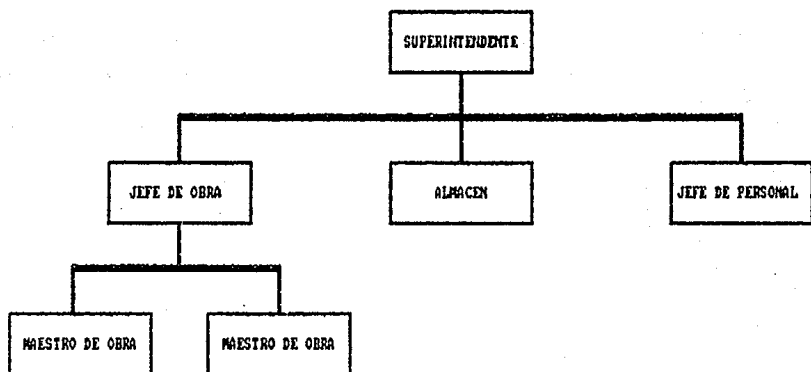 SUPERINTENDENTE
JEFE DE OBRA
ALMACEN
JEFE DE PERSONAL
MAESTRO DE OBRA
MAESTRO DE OBRA